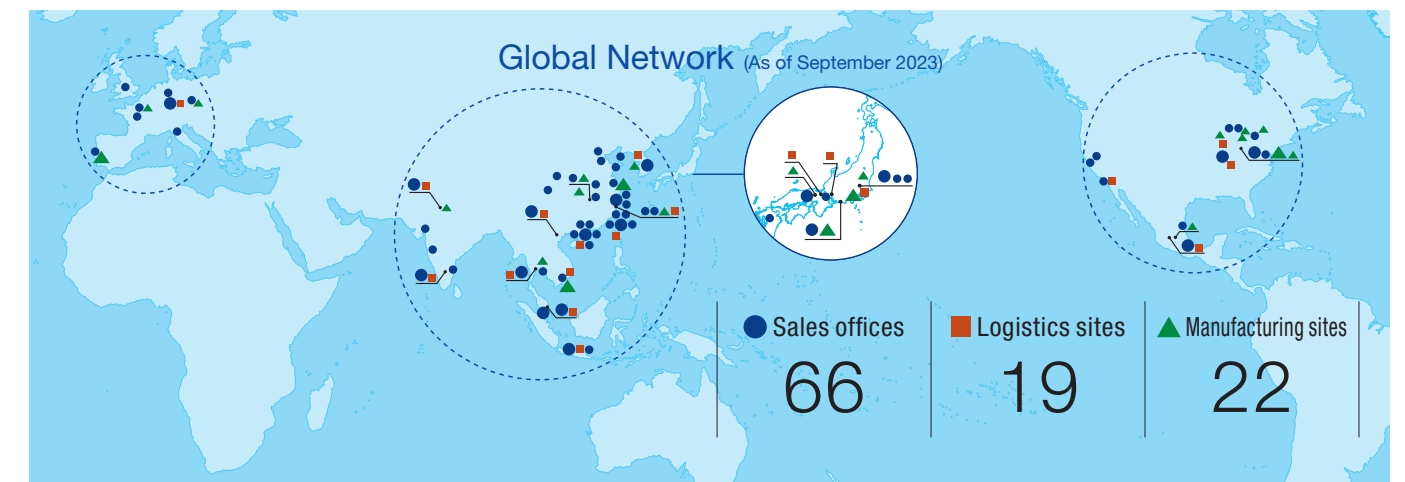 Global Network (As of September 2023)
Sales offices
66
Logistics sites
19
Manufacturing sites
22